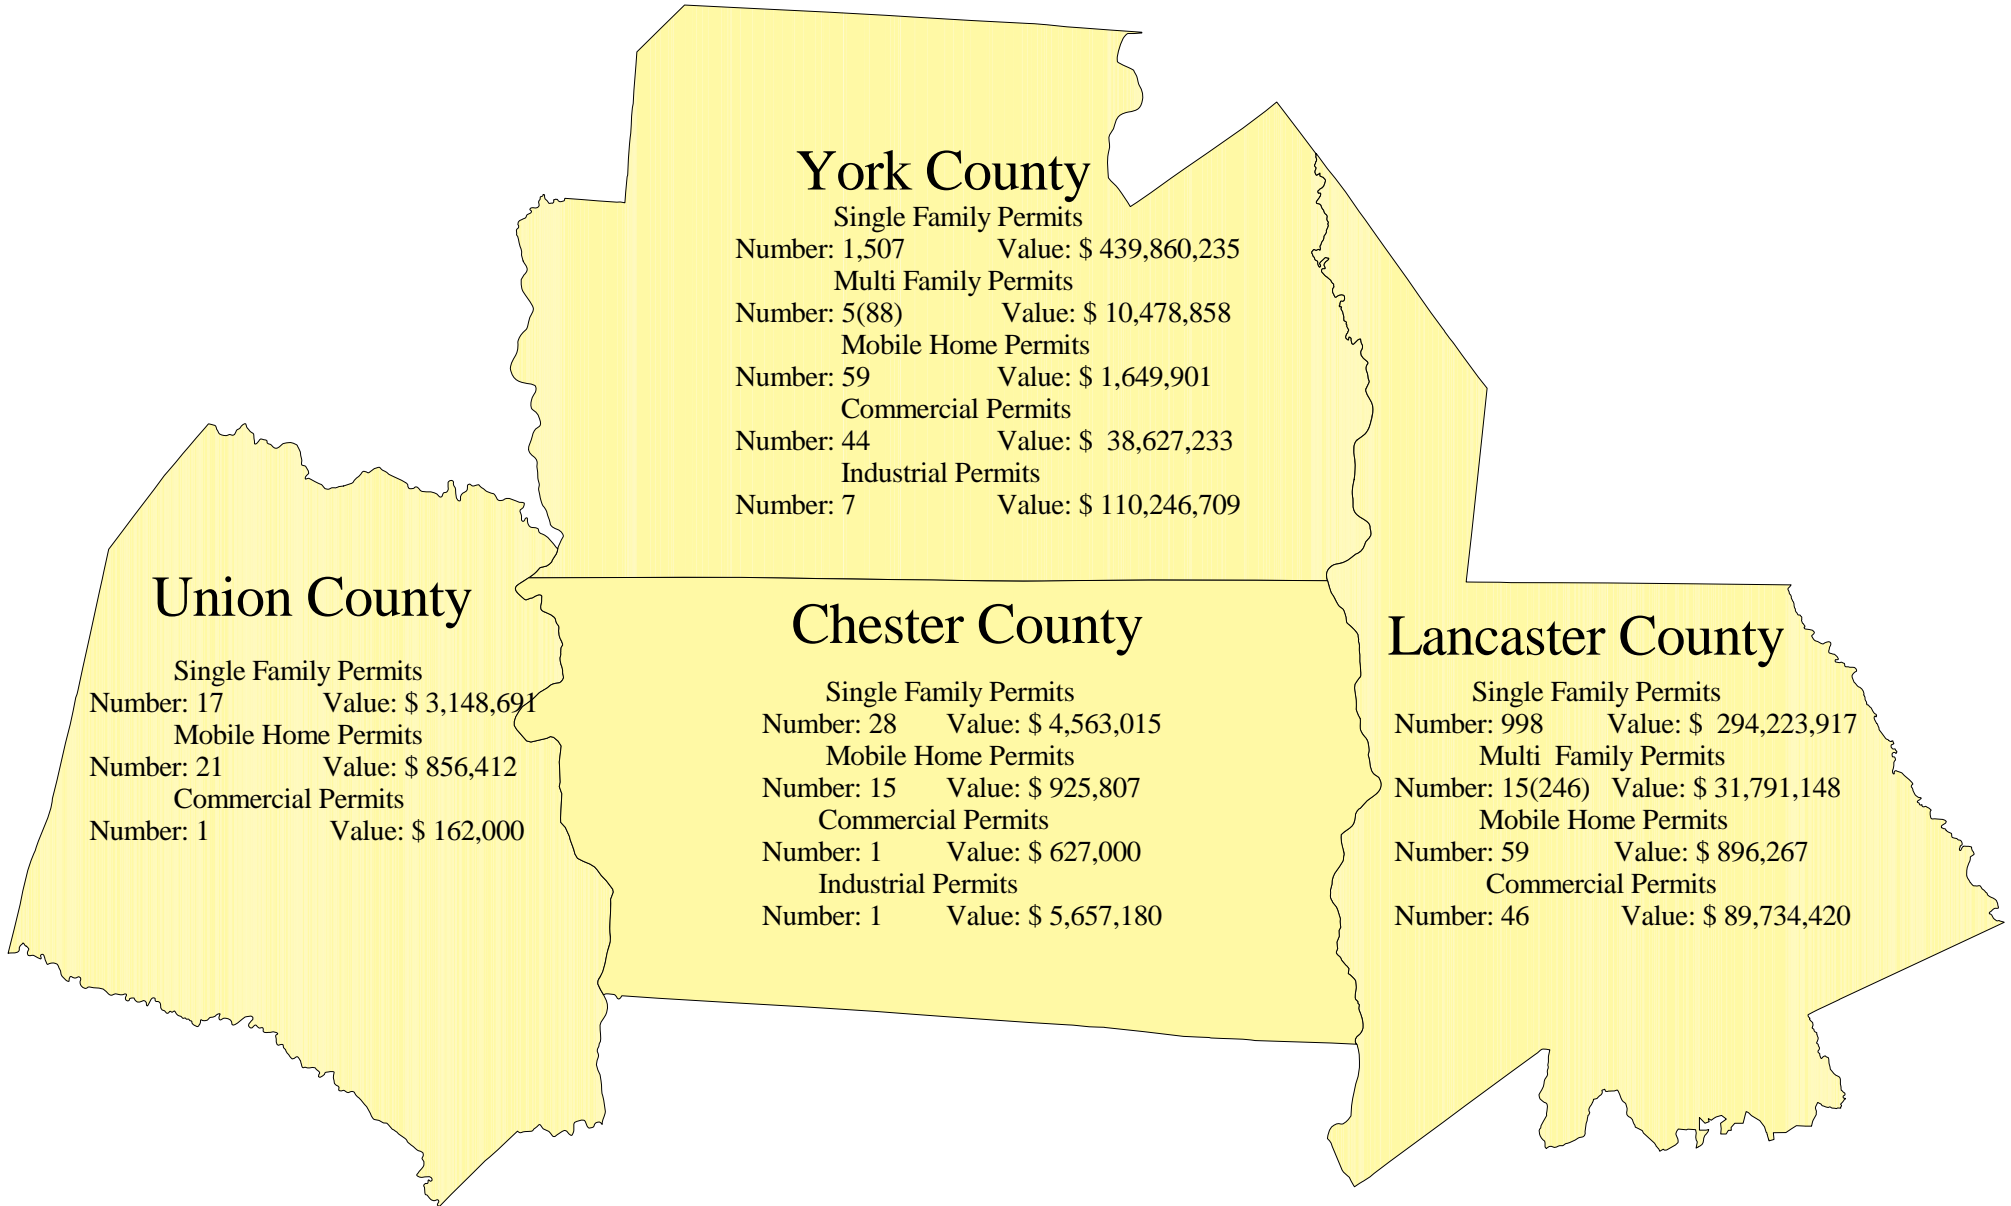 York County
Single Family Permits
Number: 1,507 Value: $ 439,860,235
Multi Family Permits
Number: 5(88) Value: $ 10,478,858
Mobile Home Permits
Number: 59 Value: $ 1,649,901
Commercial Permits
Number: 44 Value: $ 38,627,233
Industrial Permits
Number: 7 Value: $ 110,246,709
Union County
Single Family Permits
Number: 17 Value: $ 3,148,691
Mobile Home Permits
Number: 21 Value: $ 856,412
Commercial Permits
Number: 1 Value: $ 162,000
Chester County
Single Family Permits
Number: 28 Value: $ 4,563,015
Mobile Home Permits
Number: 15 Value: $ 925,807
Commercial Permits
Number: 1 Value: $ 627,000
Industrial Permits
Number: 1 Value: $ 5,657,180
Lancaster County
Single Family Permits
Number: 998 Value: $ 294,223,917
Multi Family Permits
Number: 15(246) Value: $ 31,791,148
Mobile Home Permits
Number: 59 Value: $ 896,267
Commercial Permits
Number: 46 Value: $ 89,734,420